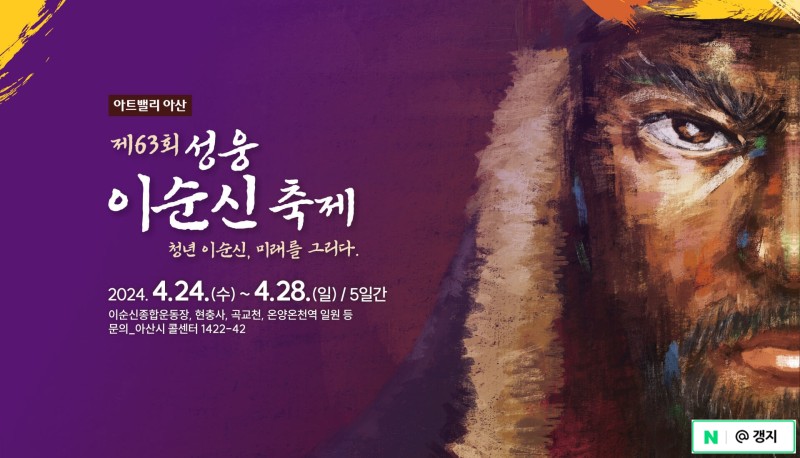 아트밸리 아산
제63회 성웅
이순신 축제
청년 이순신, 미래를 그리다.
2024. 4.24.(수) ~ 4.28.(일) / 5일간
이순신종합운동장, 현충사, 곡교천, 온양온천역 일원 등
문의_아산시 콜센터 1422-42
N @ 갱지